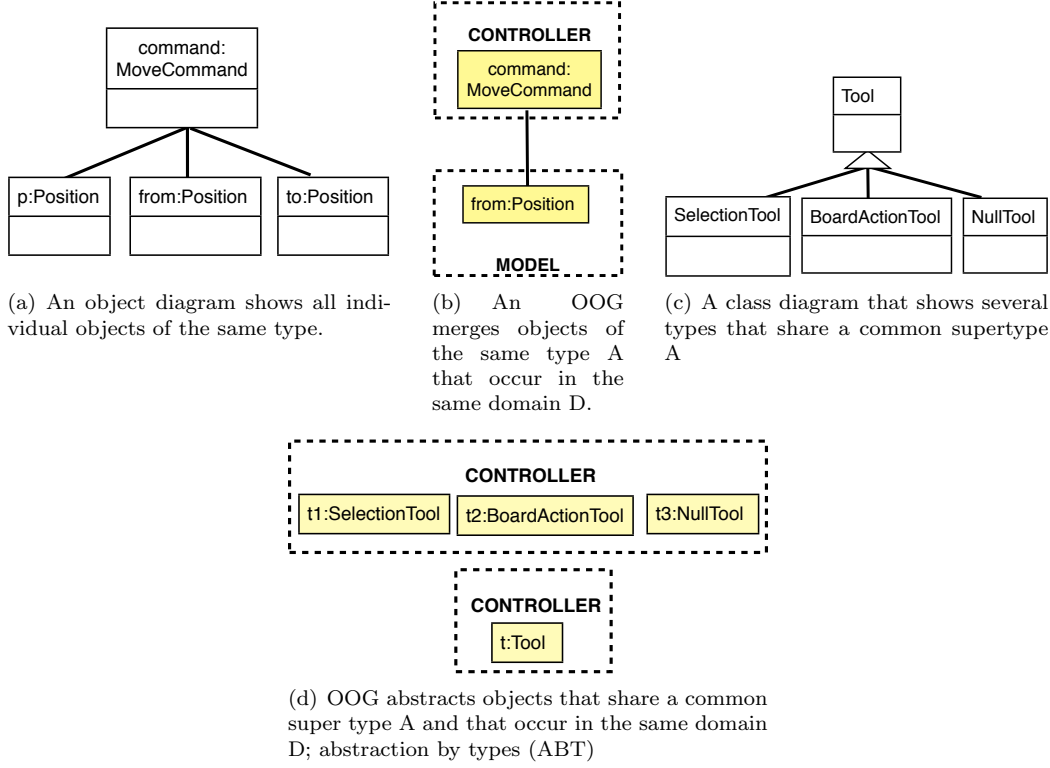 command:
MoveCommand
p:Position
from:Position
to:Position
(a) An object diagram shows all indi-
vidual objects of the same type.
CONTROLLER
command:
MoveCommand
from:Position
MODEL
(b) An OOG
merges objects of
the same type A
that occur in the
same domain D.
Tool
SelectionTool
BoardActionTool
NullTool
(c) A class diagram that shows several
types that share a common supertype
A
CONTROLLER
t1:SelectionTool
t2:BoardActionTool
t3:NullTool
CONTROLLER
t:Tool
(d) OOG abstracts objects that share a common
super type A and that occur in the same domain
D; abstraction by types (ABT)